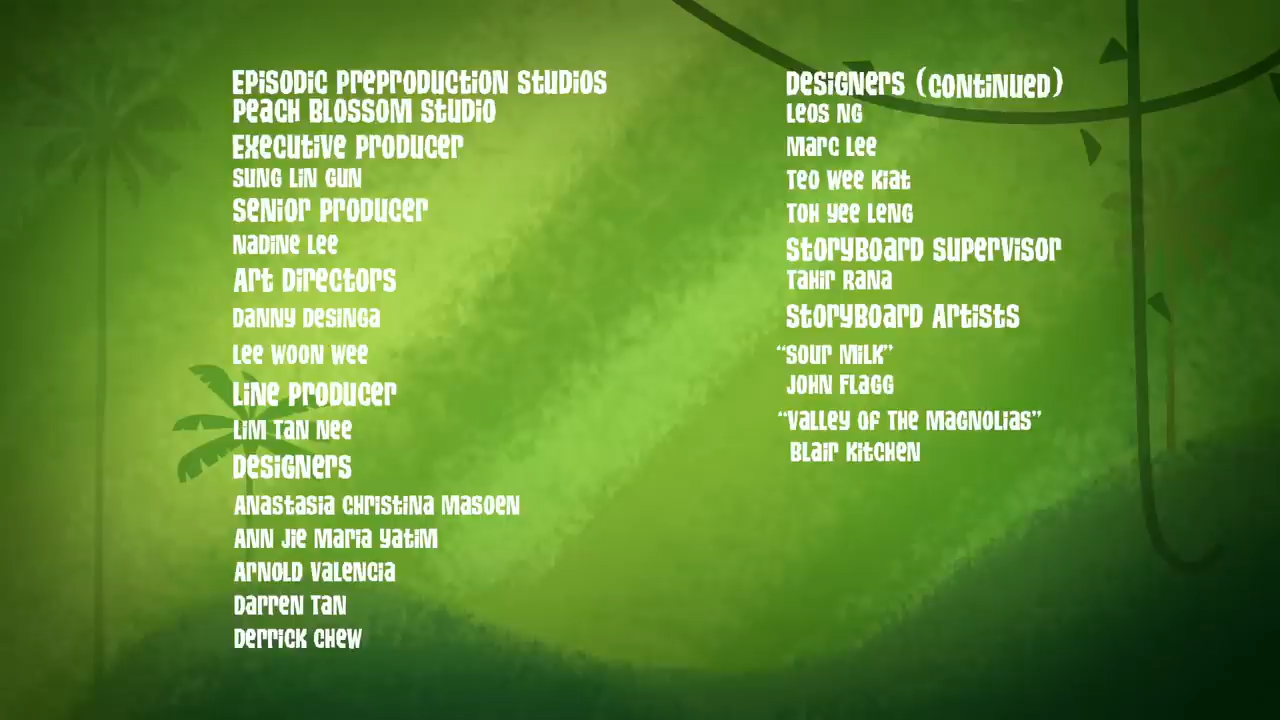 Episodic Preproduction Studios
Peach Blossom Studio
Executive Producer
Sung Lin Gun
Senior Producer
Nadine Lee
Art Directors
Danny Desinga
Lee Woon Wee
Line Producer
Lim Tan Nee
Designers
Anastasia Christina Masoen
Ann Jie Maria Yatim
Arnold Valencia
Darren Tan
Derrick Chew
Designers (Continued)
Leos Ng
Marc Lee
Teo Wee Kiat
Toh Yee Leng
Storyboard Supervisor
Tahir Rana
Storyboard Artists
“Sour Milk”
John Flagg
“Valley of the Magnolias”
Blair Kitchen